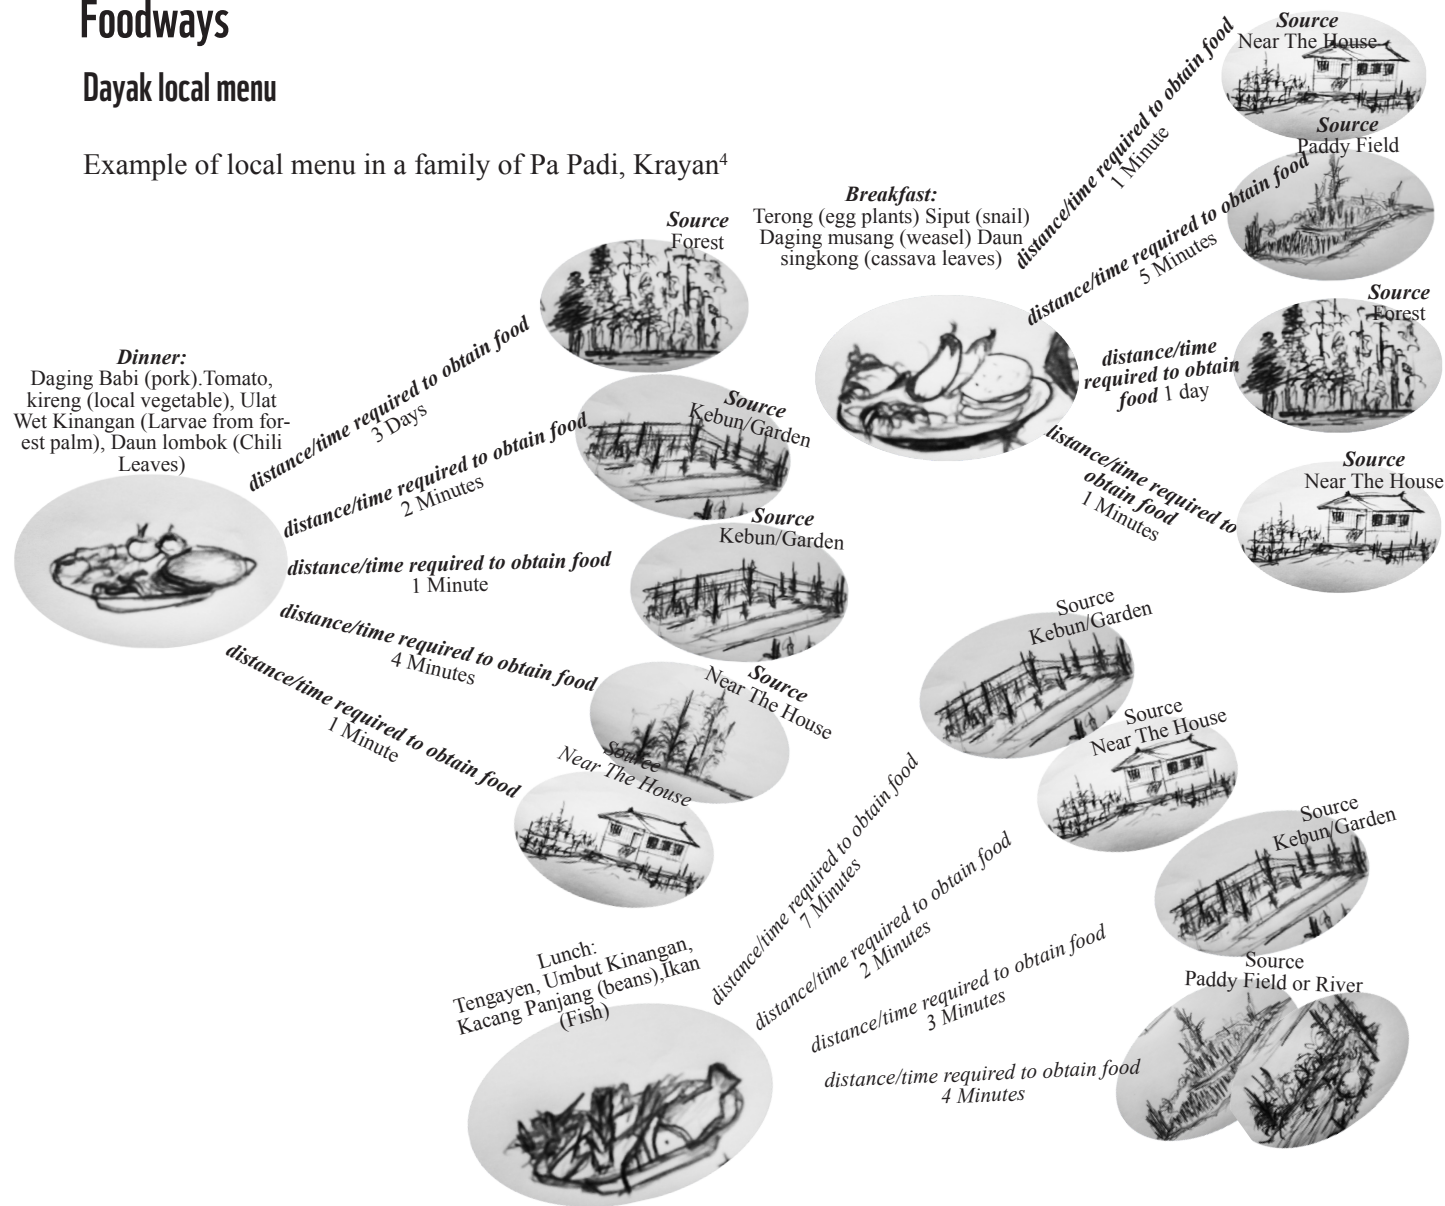 Foodways
Dayak local menu
Example of local menu in a family of Pa Padi, Krayan⁴
Breakfast:
Terong (egg plants) Siput (snail)
Daging musang (weasel) Daun
singkong (cassava leaves)
distance/time required to obtain food
1 Minute
Source
Near The House
distance/time required to obtain food
5 Minutes
Source
Paddy Field
distance/time
required to obtain
food 1 day
Source
Forest
distance/time required to
obtain food
1 Minutes
Source
Near The House
Dinner:
Daging Babi (pork).Tomato,
kireng (local vegetable), Ulat
Wet Kinangan (Larvae from for-
est palm), Daun lombok (Chili
Leaves)
distance/time required to obtain food
3 Days
Source
Forest
distance/time required to obtain food
2 Minutes
Source
Kebun/Garden
distance/time required to obtain food
1 Minute
Source
Kebun/Garden
distance/time required to obtain food
4 Minutes
Source
Near The House
distance/time required to obtain food
1 Minute
Source
Near The House
Lunch:
Tengayen, Umbut Kinangan,
Kacang Panjang (beans),Ikan
(Fish)
distance/time required to obtain food
7 Minutes
Source
Kebun/Garden
distance/time required to obtain food
2 Minutes
Source
Near The House
distance/time required to obtain food
3 Minutes
Source
Kebun/Garden
distance/time required to obtain food
4 Minutes
Source
Paddy Field or River